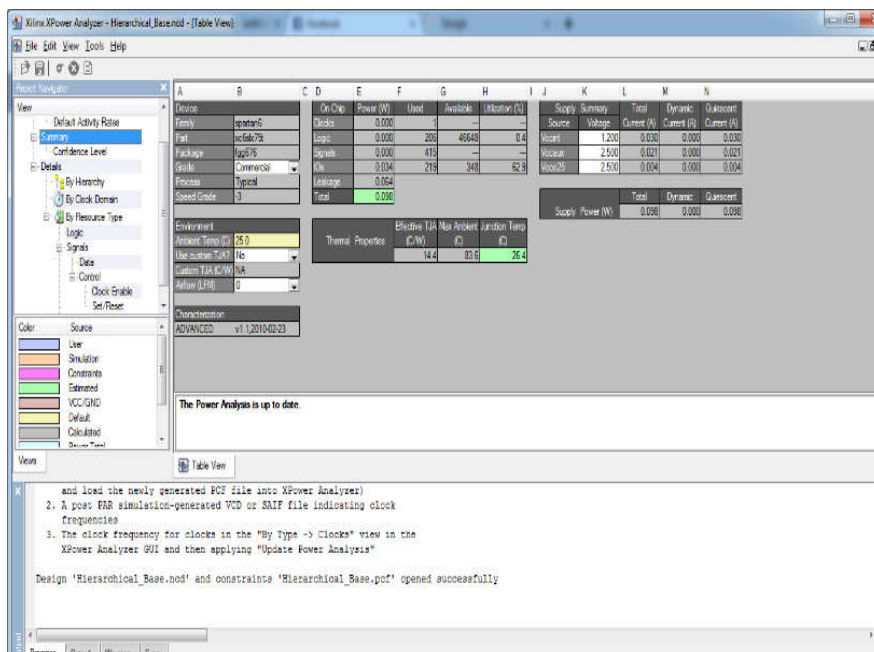 Xilinx XPower Analyzer - Hierarchical_Base.ncd - [Table View]
File Edit View Tools Help
Report Navigator
View
Default Activity Rates
Summary
Confidence Level
Details
By Hierarchy
By Clock Domain
By Resource Type
Logic
Signals
Data
Control
Clock Enable
Set/Reset
Color Source
User
Simulation
Constraints
Estimated
VCC/GND
Default
Calculated
Power Total
Views
A B C D E F G H I J K L M N
Device
Family spartan6
Part
Package fgg676
Grade Commercial
Process Typical
Speed Grade -3
Environment
Ambient Temp (C) 25.0
Use custom TJA? No
Custom TJA (C/W) NA
Airflow (LFM) 0
Characterization
ADVANCED v1.1,2010-02-23
On-Chip Power (W) Used Available Utilization (%)
Clocks 0.000 1 --- ---
Logic 0.000 206 46648 0.4
Signals 0.000 415 --- ---
IOs 0.034 219 348 62.9
Leakage 0.064
Total 0.098
Effective TJA Max Ambient Junction Temp
Thermal Properties (C/W) (C) (C)
14.4 83.6 26.4
Supply Summary Total Dynamic Quiescent
Source Voltage Current (A) Current (A) Current (A)
Vccint 1.200 0.030 0.000 0.030
Vccaux 2.500 0.021 0.000 0.021
Vcco25 2.500 0.004 0.000 0.004
Total Dynamic Quiescent
Supply Power (W) 0.098 0.000 0.098
The Power Analysis is up to date.
Table View
and load the newly generated PCF file into XPower Analyzer)
2. A post PAR simulation-generated VCD or SAIF file indicating clock
frequencies
3. The clock frequency for clocks in the "By Type -> Clocks" view in the
XPower Analyzer GUI and then applying "Update Power Analysis"
Design 'Hierarchical_Base.ncd' and constraints 'Hierarchical_Base.pcf' opened successfully